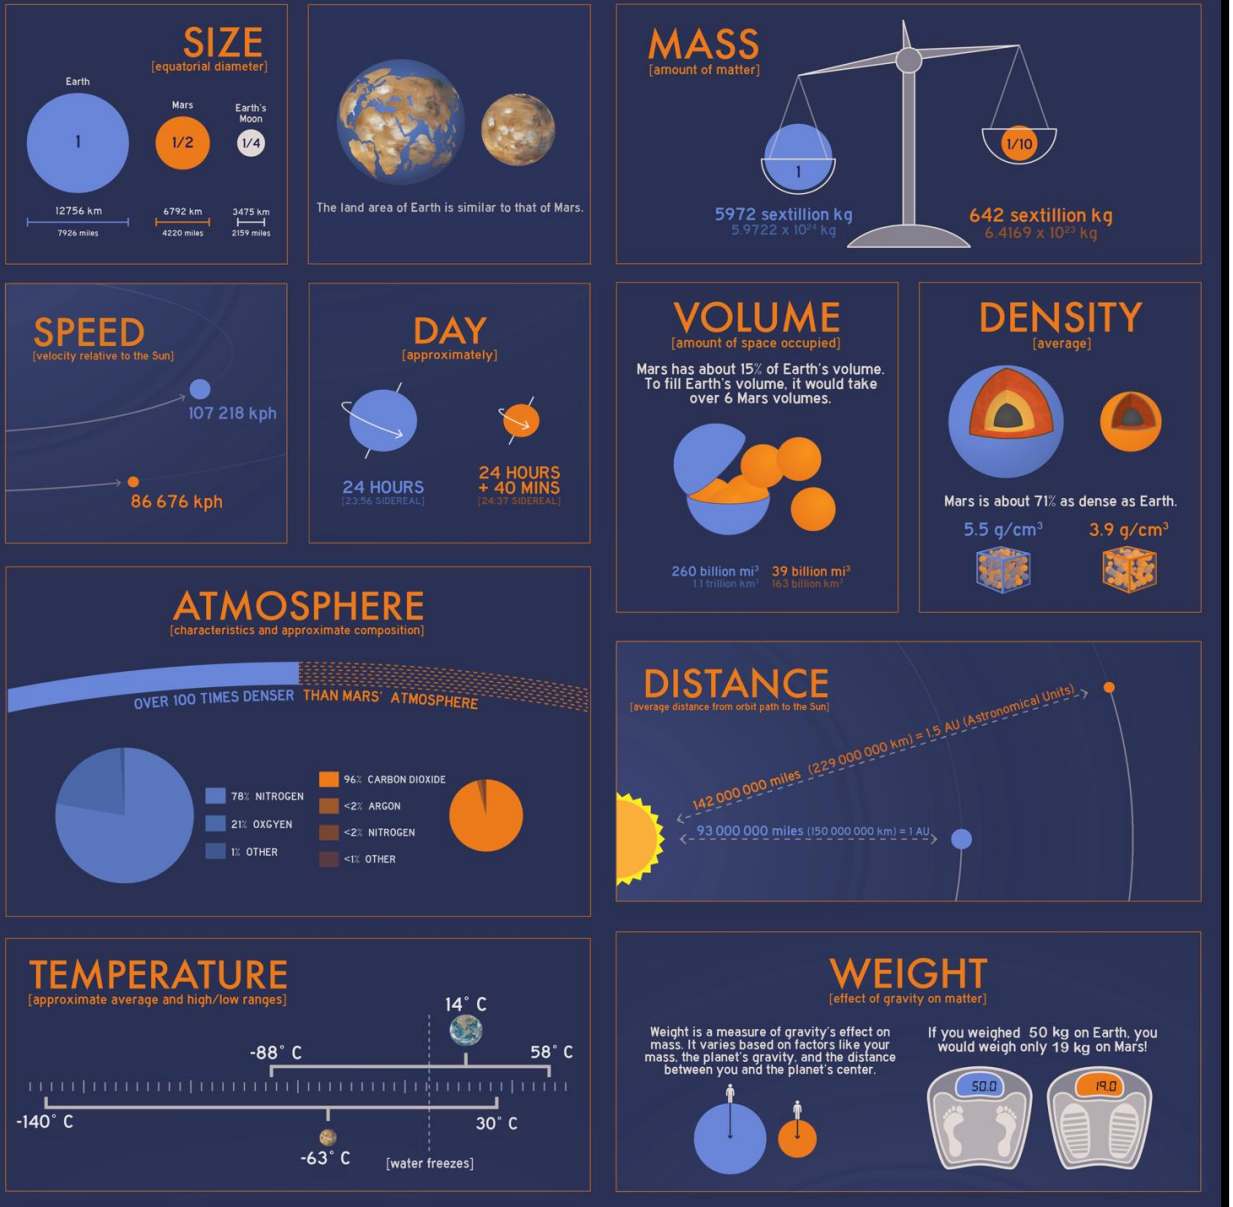 SIZE
[equatorial diameter]
Earth
Mars
Earth's
Moon
1
1/2
1/4
12756 km
6792 km
3475 km
7926 miles
4220 miles
2159 miles
The land area of Earth is similar to that of Mars.
MASS
[amount of matter]
1
1/10
5972 sextillion kg
5.9722 x 10²⁴ kg
642 sextillion kg
6.4169 x 10²³ kg
SPEED
[velocity relative to the Sun]
107 218 kph
86 676 kph
DAY
[approximately]
24 HOURS
[23:56 SIDEREAL]
24 HOURS
+ 40 MINS
[24:37 SIDEREAL]
VOLUME
[amount of space occupied]
Mars has about 15% of Earth's volume.
To fill Earth's volume, it would take
over 6 Mars volumes.
260 billion mi³
1.1 trillion km³
39 billion mi³
163 billion km³
DENSITY
[average]
Mars is about 71% as dense as Earth.
5.5 g/cm³
3.9 g/cm³
ATMOSPHERE
[characteristics and approximate composition]
OVER 100 TIMES DENSER THAN MARS' ATMOSPHERE
78% NITROGEN
21% OXGYEN
1% OTHER
96% CARBON DIOXIDE
<2% ARGON
<2% NITROGEN
<1% OTHER
DISTANCE
[average distance from orbit path to the Sun]
142 000 000 miles (229 000 000 km) = 1.5 AU (Astronomical Units)
93 000 000 miles (150 000 000 km) = 1 AU
TEMPERATURE
[approximate average and high/low ranges]
14° C
-88° C
58° C
-140° C
30° C
-63° C
[water freezes]
WEIGHT
[effect of gravity on matter]
Weight is a measure of gravity's effect on
mass. It varies based on factors like your
mass, the planet's gravity, and the distance
between you and the planet's center.
If you weighed 50 kg on Earth, you
would weigh only 19 kg on Mars!
50.0
19.0